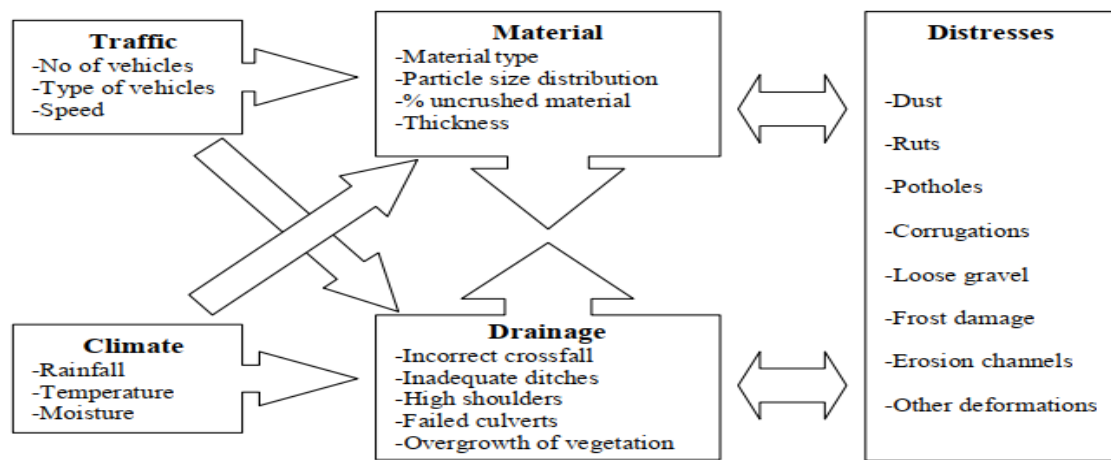 Traffic
-No of vehicles
-Type of vehicles
-Speed
Material
-Material type
-Particle size distribution
-% uncrushed material
-Thickness
Distresses
-Dust
-Ruts
-Potholes
-Corrugations
-Loose gravel
-Frost damage
-Erosion channels
-Other deformations
Climate
-Rainfall
-Temperature
-Moisture
Drainage
-Incorrect crossfall
-Inadequate ditches
-High shoulders
-Failed culverts
-Overgrowth of vegetation